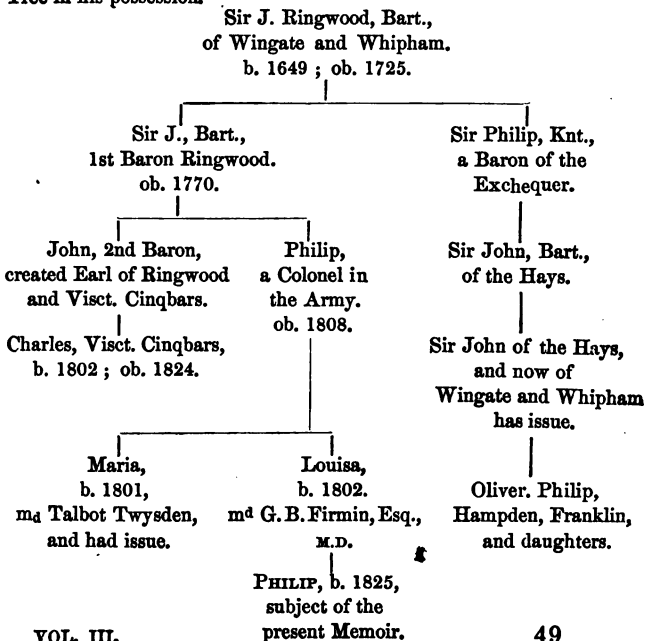 Tree in his possession.
Sir J. Ringwood, Bart.,
of Wingate and Whipham.
b. 1649 ; ob. 1725.
Sir J., Bart.,
1st Baron Ringwood.
ob. 1770.
Sir Philip, Knt.,
a Baron of the
Exchequer.
John, 2nd Baron,
created Earl of Ringwood
and Visct. Cinqbars.
Philip,
a Colonel in
the Army.
ob. 1808.
Sir John, Bart.,
of the Hays.
Charles, Visct. Cinqbars,
b. 1802 ; ob. 1824.
Sir John of the Hays,
and now of
Wingate and Whipham
has issue.
Maria,
b. 1801,
md Talbot Twysden,
and had issue.
Louisa,
b. 1802.
md G. B. Firmin, Esq.,
M.D.
Oliver. Philip,
Hampden, Franklin,
and daughters.
PHILIP, b. 1825,
subject of the
present Memoir.
VOL. III.
49